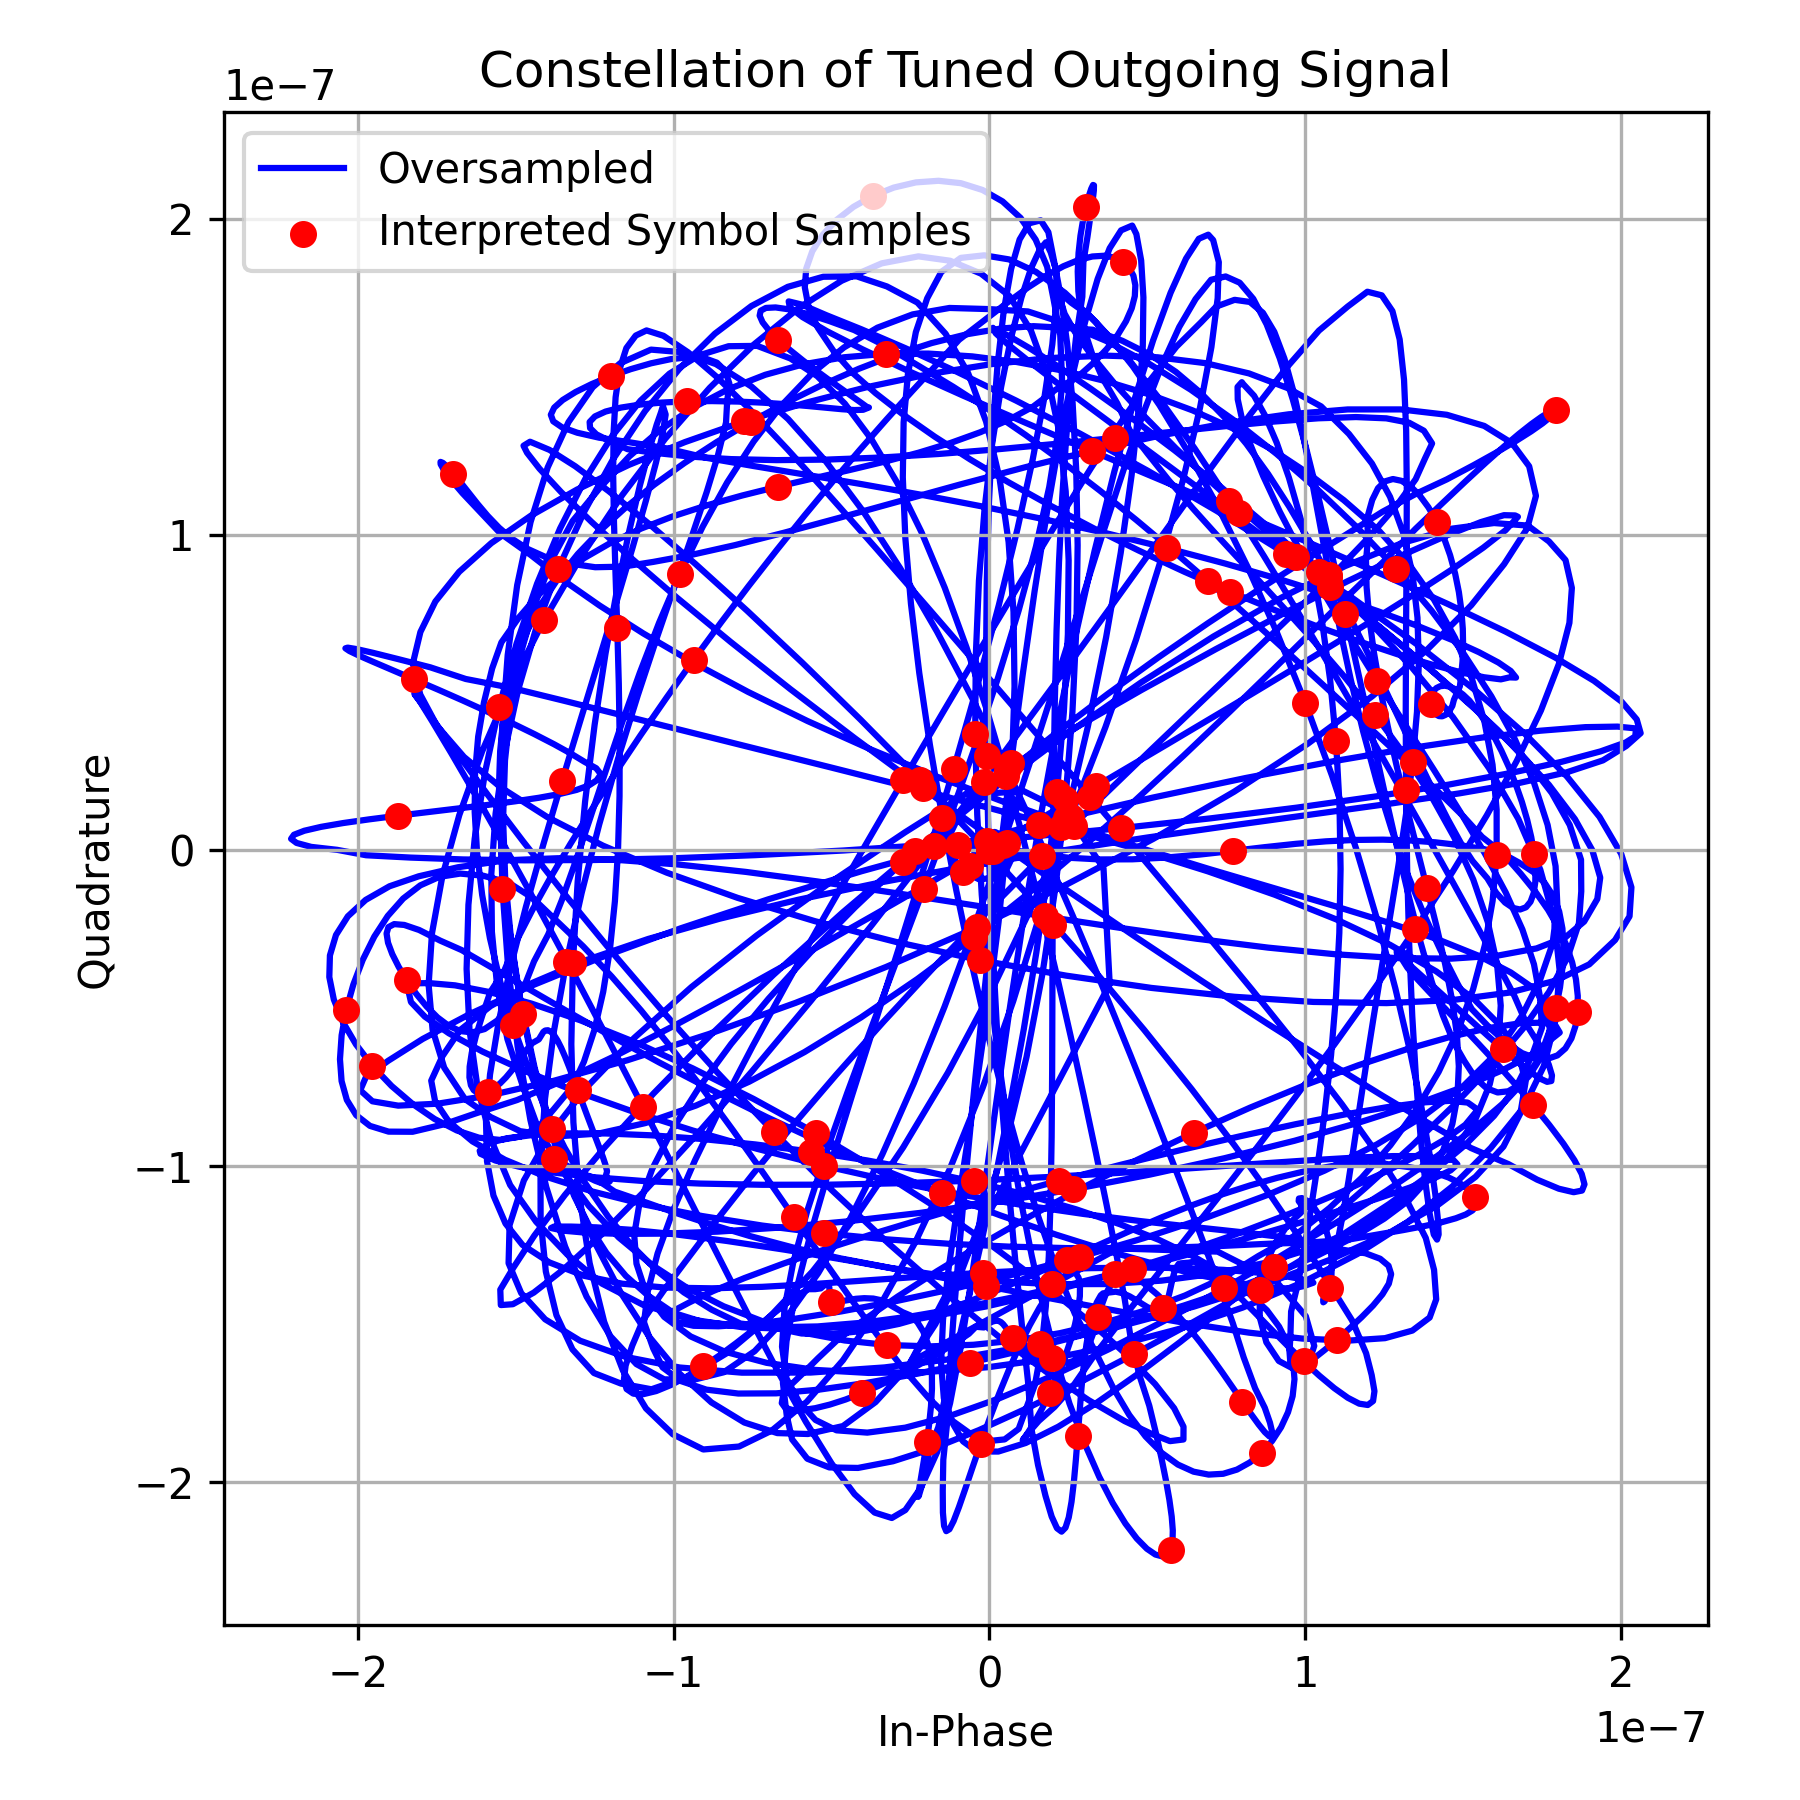 Constellation of Tuned Outgoing Signal
1e−7
Oversampled
Interpreted Symbol Samples
2
1
0
−1
−2
Quadrature
−2 −1 0 1 2
In-Phase
1e−7